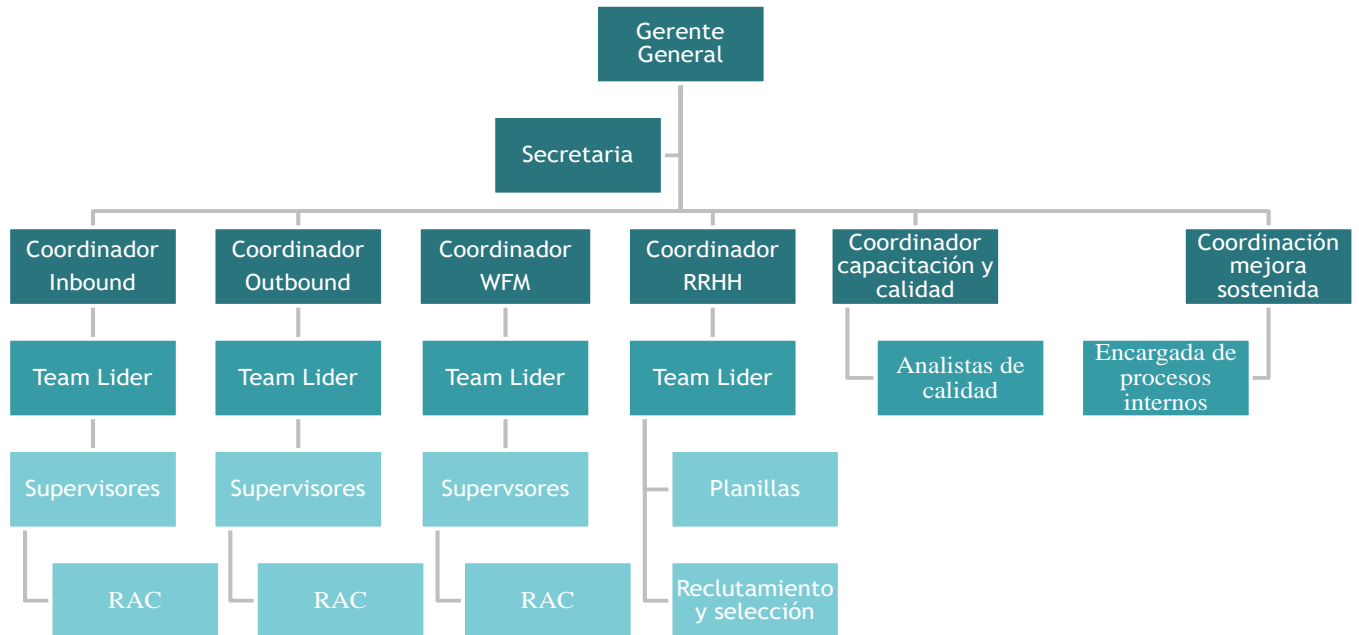 Gerente
General
Secretaria
Coordinador
Inbound
Coordinador
Outbound
Coordinador
WFM
Coordinador
RRHH
Coordinador
capacitación y
calidad
Coordinación
mejora
sostenida
Team Lider
Team Lider
Team Lider
Team Lider
Analistas de
calidad
Encargada de
procesos
internos
Supervisores
Supervisores
Supervsores
Planillas
RAC
RAC
RAC
Reclutamiento
y selección